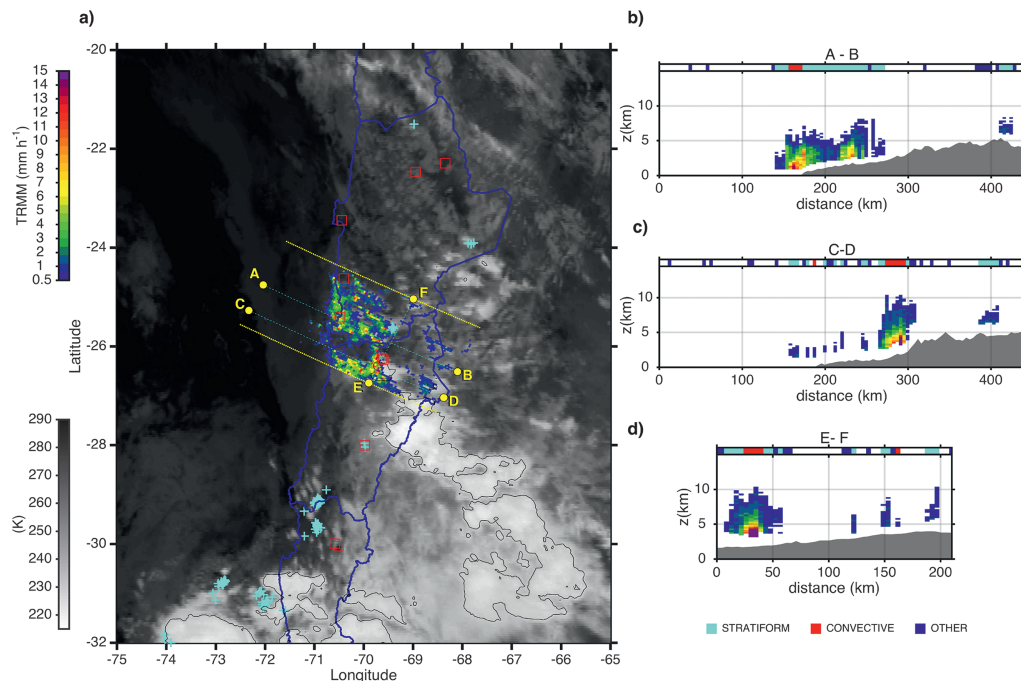 a)
-20
-22
-24
-26
-28
-30
-32
Latitude
-75 -74 -73 -72 -71 -70 -69 -68 -67 -66 -65
Longitude
A
C
F
B
E
D
TRMM (mm h⁻¹)
15
14
13
12
11
10
9
8
7
6
5
4
3
2
1
0.5
290
280
270
260
250
240
230
220
(K)
b)
A - B
z(km)
10
5
0
0 100 200 300 400
distance (km)
c)
C-D
z(km)
10
5
0
0 100 200 300 400
distance (km)
d)
E- F
z(km)
10
5
0
0 50 100 150 200
distance (km)
STRATIFORM CONVECTIVE OTHER